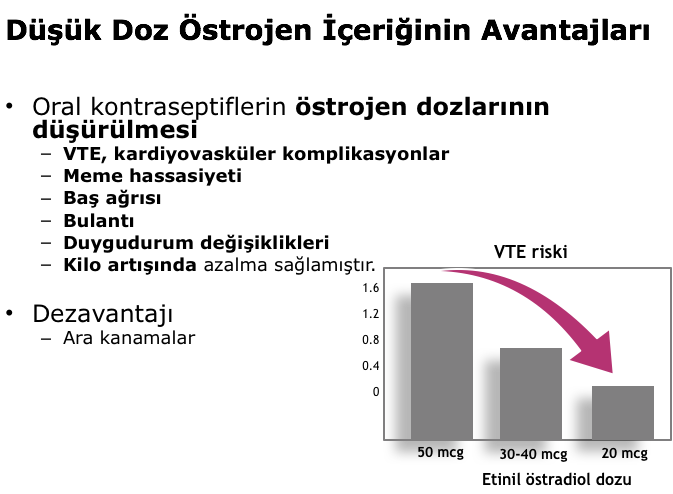 Düşük Doz Östrojen İçeriğinin Avantajları
• Oral kontraseptiflerin östrojen dozlarının
düşürülmesi
– VTE, kardiyovasküler komplikasyonlar
– Meme hassasiyeti
– Baş ağrısı
– Bulantı
– Duygudurum değişiklikleri
– Kilo artışında azalma sağlamıştır.
• Dezavantajı
– Ara kanamalar
VTE riski
1.6
1.2
0.8
0.4
0
50 mcg 30-40 mcg 20 mcg
Etinil östradiol dozu